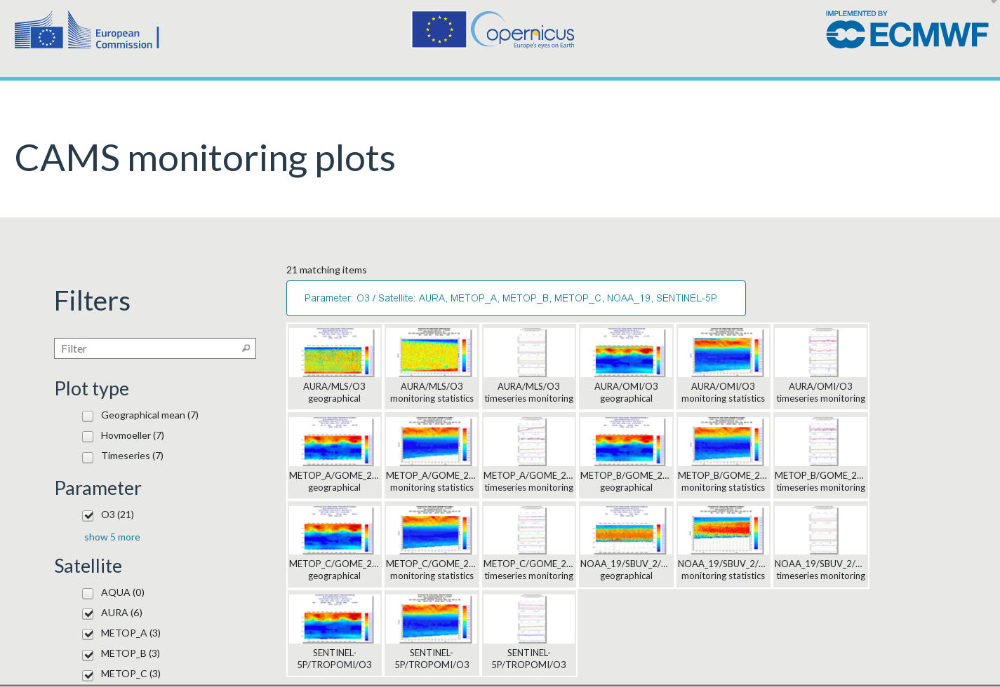 European
Commission
opernicus
Europe's eyes on Earth
IMPLEMENTED BY
ECMWF
CAMS monitoring plots
21 matching items
Parameter: O3 / Satellite: AURA, METOP_A, METOP_B, METOP_C, NOAA_19, SENTINEL-5P
Filters
Filter
Plot type
Geographical mean (7)
Hovmoeller (7)
Timeseries (7)
Parameter
O3 (21)
show 5 more
Satellite
AQUA (0)
AURA (6)
METOP_A (3)
METOP_B (3)
METOP_C (3)
AURA/MLS/O3
geographical
AURA/MLS/O3
monitoring statistics
AURA/MLS/O3
timeseries monitoring
AURA/OMI/O3
geographical
AURA/OMI/O3
monitoring statistics
AURA/OMI/O3
timeseries monitoring
METOP_A/GOME_2...
geographical
METOP_A/GOME_2...
monitoring statistics
METOP_A/GOME_2...
timeseries monitoring
METOP_B/GOME_2...
geographical
METOP_B/GOME_2...
monitoring statistics
METOP_B/GOME_2...
timeseries monitoring
METOP_C/GOME_2...
geographical
METOP_C/GOME_2...
monitoring statistics
METOP_C/GOME_2...
timeseries monitoring
NOAA_19/SBUV_2/...
geographical
NOAA_19/SBUV_2/...
monitoring statistics
NOAA_19/SBUV_2/...
timeseries monitoring
SENTINEL-
5P/TROPOMI/O3
SENTINEL-
5P/TROPOMI/O3
SENTINEL-
5P/TROPOMI/O3